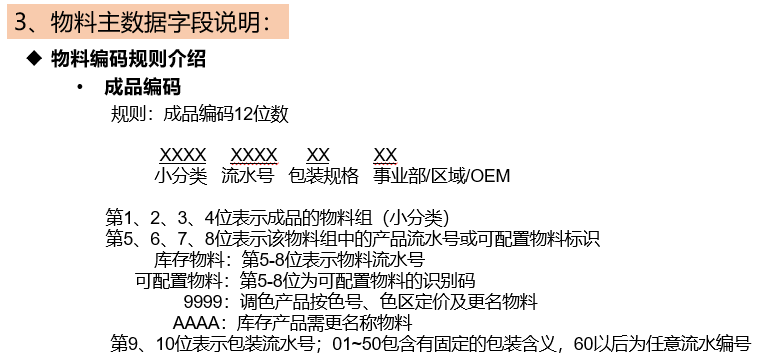 3、物料主数据字段说明：
◆ 物料编码规则介绍
• 成品编码
规则：成品编码12位数
XXXX XXXX XX XX
小分类 流水号 包装规格 事业部/区域/OEM
第1、2、3、4位表示成品的物料组（小分类）
第5、6、7、8位表示该物料组中的产品流水号或可配置物料标识
库存物料：第5-8位表示物料流水号
可配置物料：第5-8位为可配置物料的识别码
9999：调色产品按色号、色区定价及更名物料
AAAA：库存产品需更名称物料
第9、10位表示包装流水号；01~50包含有固定的包装含义，60以后为任意流水编号